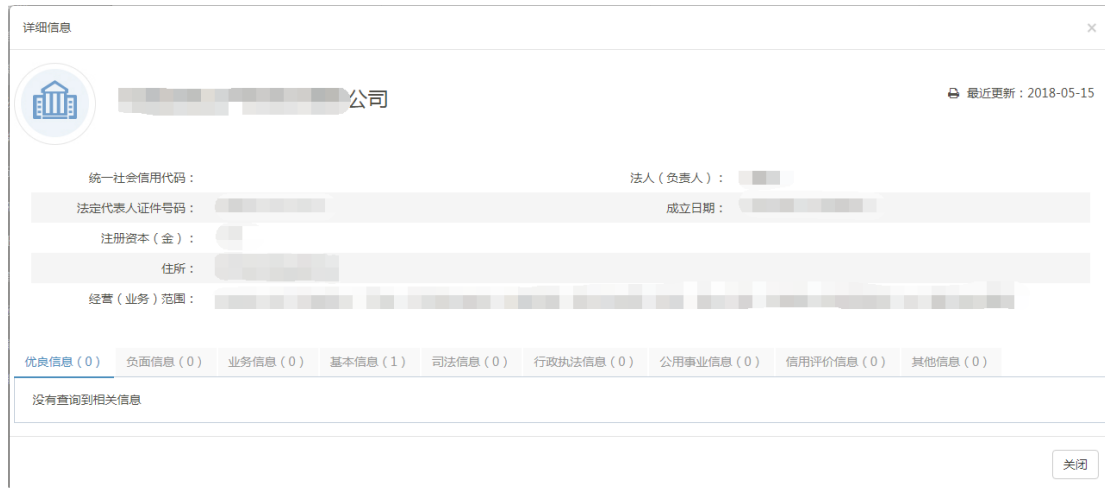 详细信息 ×
公司
最近更新：2018-05-15
统一社会信用代码： 法人（负责人）：
法定代表人证件号码： 成立日期：
注册资本（金）：
住所：
经营（业务）范围：
优良信息（0） 负面信息（0） 业务信息（0） 基本信息（1） 司法信息（0） 行政执法信息（0） 公用事业信息（0） 信用评价信息（0） 其他信息（0）
没有查询到相关信息
关闭